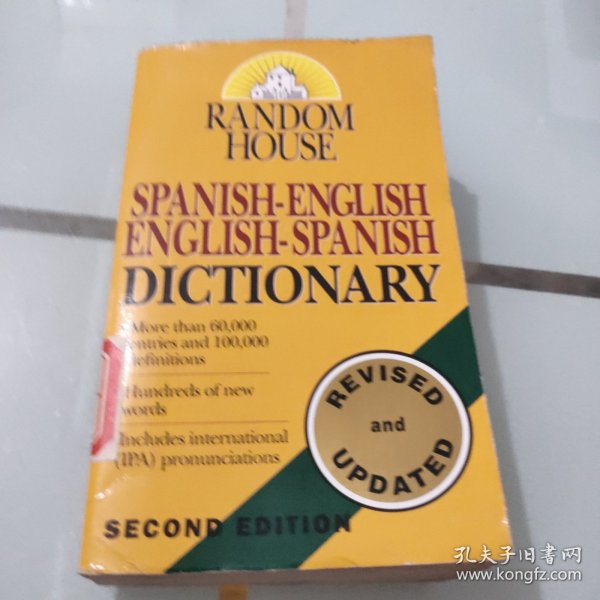 RANDOM
HOUSE
SPANISH-ENGLISH
ENGLISH-SPANISH
DICTIONARY
More than 60,000
entries and 100,000
definitions
Hundreds of new
words
Includes international
(IPA) pronunciations
REVISED
and
UPDATED
SECOND EDITION
孔夫子旧书网
www.kongfz.com